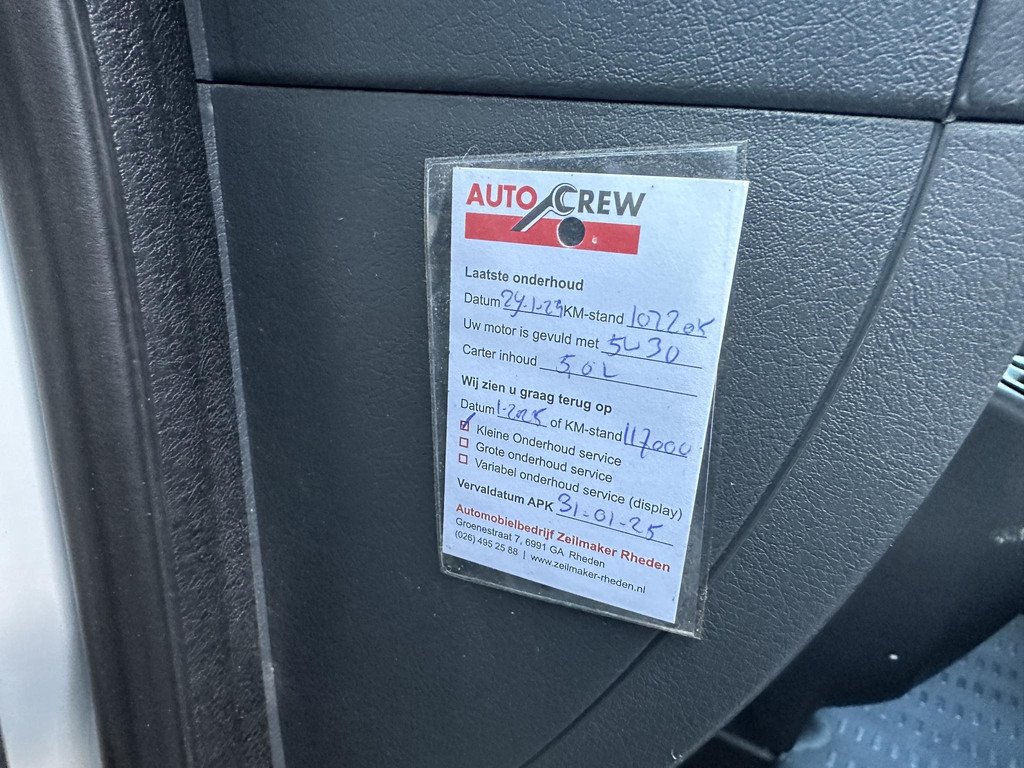 AUTO CREW
Laatste onderhoud
Datum 29-1-24 KM-stand 107205
Uw motor is gevuld met 5W30
Carter inhoud 5,0L
Wij zien u graag terug op
Datum 1-2025 of KM-stand 117000
Kleine Onderhoud service
Grote onderhoud service
Variabel onderhoud service (display)
Vervaldatum APK 31-01-25
Automobielbedrijf Zeilmaker Rheden
Groenestraat 7, 6991 GA Rheden
(026) 495 25 88 | www.zeilmaker-rheden.nl